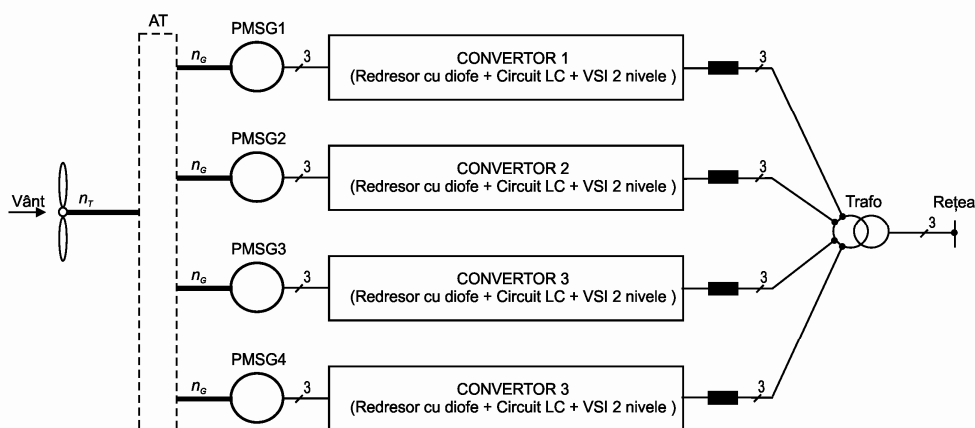 AT
PMSG1
n_G
3
CONVERTOR 1
(Redresor cu diofe + Circuit LC + VSI 2 nivele )
3
PMSG2
n_G
3
CONVERTOR 2
(Redresor cu diofe + Circuit LC + VSI 2 nivele )
3
Vânt
n_T
Trafo
Rețea
3
PMSG3
n_G
3
CONVERTOR 3
(Redresor cu diofe + Circuit LC + VSI 2 nivele )
3
PMSG4
n_G
3
CONVERTOR 3
(Redresor cu diofe + Circuit LC + VSI 2 nivele )
3